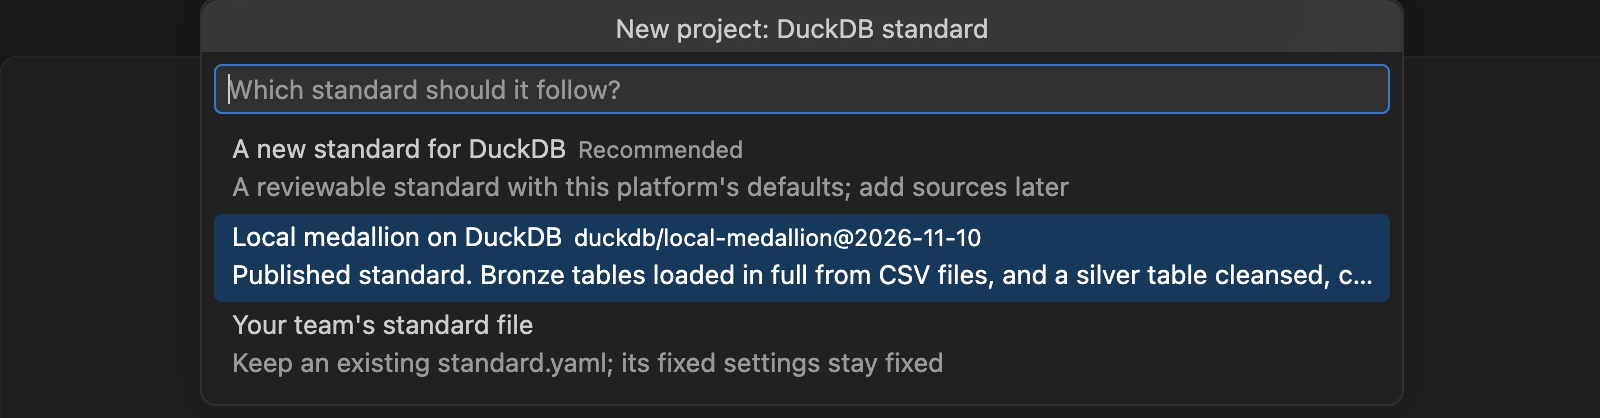 New project: DuckDB standard
Which standard should it follow?
A new standard for DuckDB Recommended
A reviewable standard with this platform's defaults; add sources later
Local medallion on DuckDB duckdb/local-medallion@2026-11-10
Published standard. Bronze tables loaded in full from CSV files, and a silver table cleansed, c...
Your team's standard file
Keep an existing standard.yaml; its fixed settings stay fixed